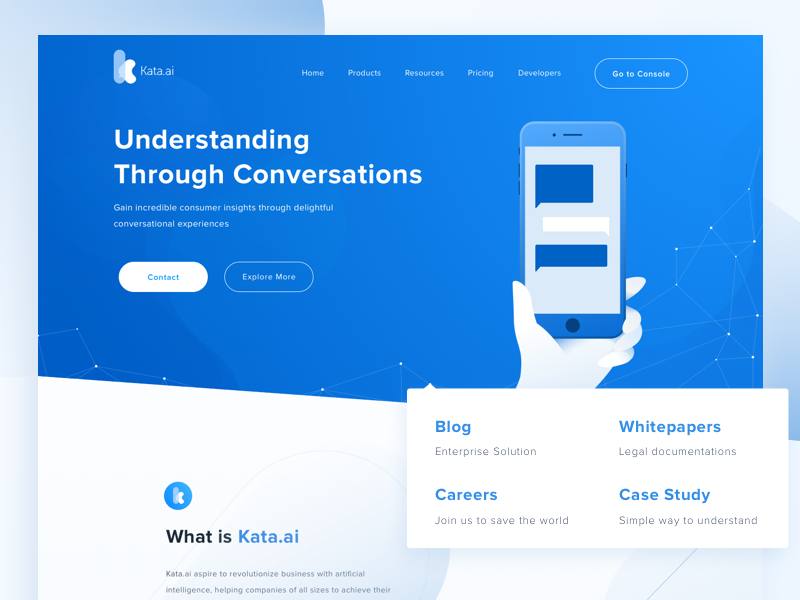 Kata.ai
Home Products Resources Pricing Developers Go to Console
Understanding
Through Conversations
Gain incredible consumer insights through delightful
conversational experiences
Contact Explore More
Blog
Enterprise Solution
Whitepapers
Legal documentations
Careers
Join us to save the world
Case Study
Simple way to understand
What is Kata.ai
Kata.ai aspire to revolutionize business with artificial
intelligence, helping companies of all sizes to achieve their